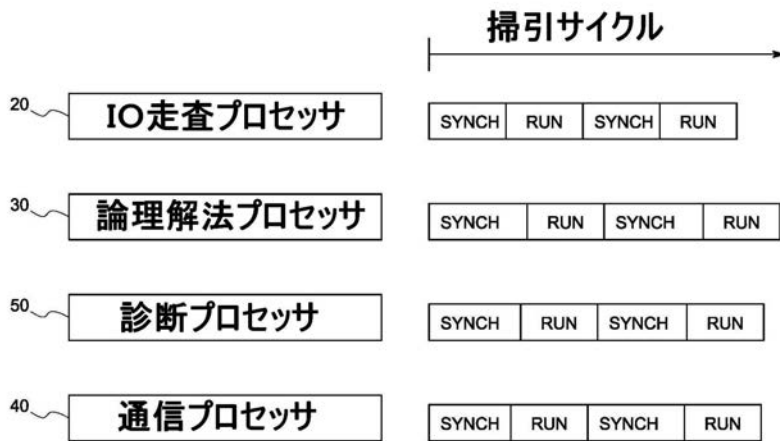 掃引サイクル
20 IO走査プロセッサ SYNCH RUN SYNCH RUN
30 論理解法プロセッサ SYNCH RUN SYNCH RUN
50 診断プロセッサ SYNCH RUN SYNCH RUN
40 通信プロセッサ SYNCH RUN SYNCH RUN